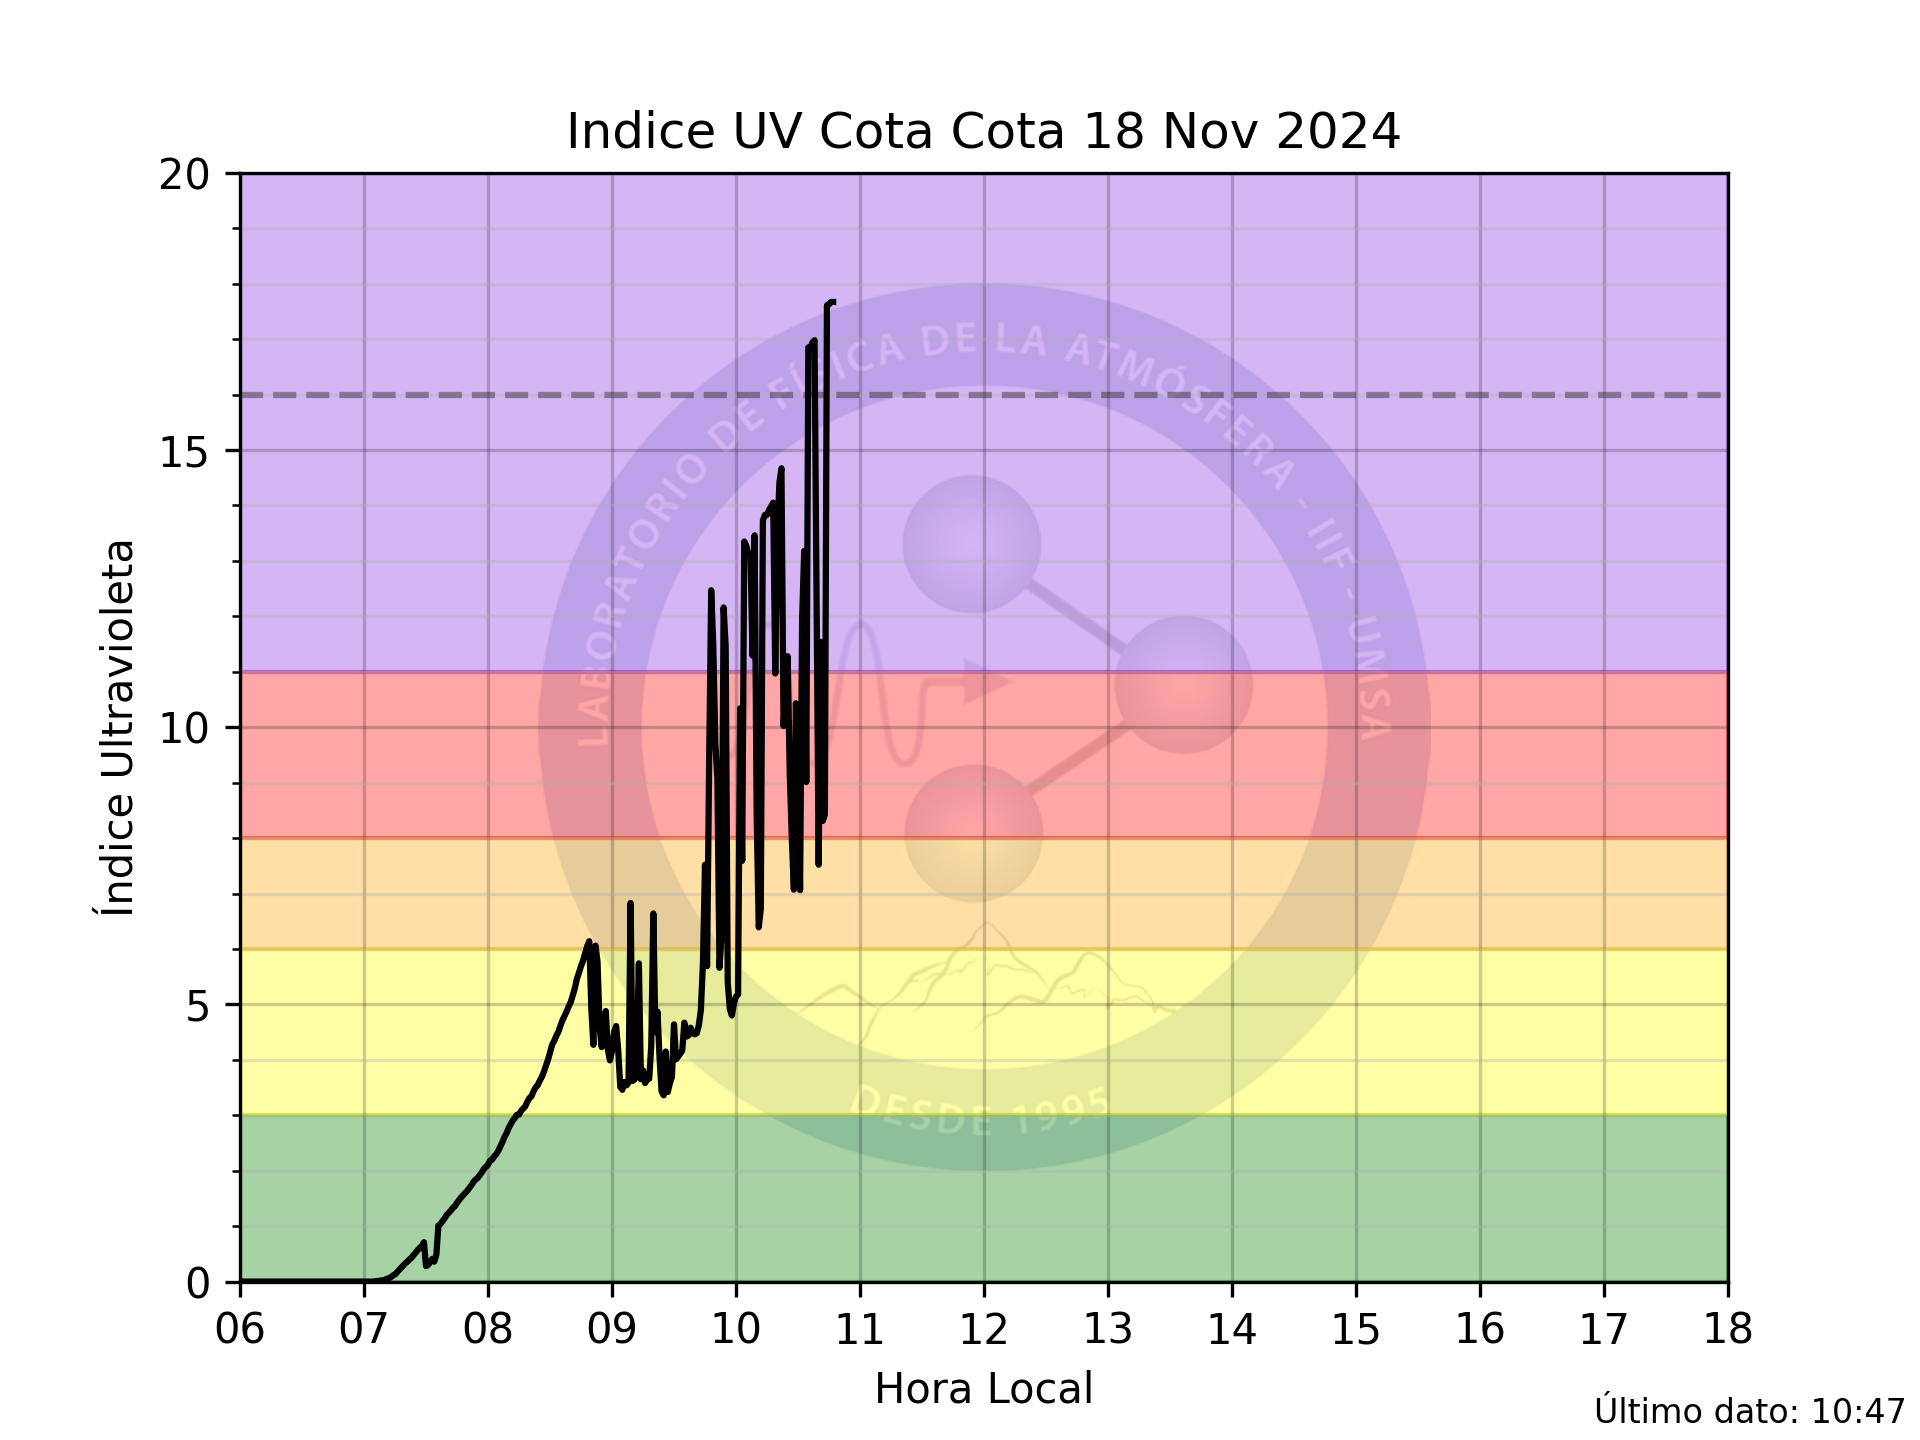 Indice UV Cota Cota 18 Nov 2024
20
15
10
5
0
Índice Ultravioleta
LABORATORIO DE FÍSICA DE LA ATMÓSFERA - IIF - UMSA
DESDE 1995
06 07 08 09 10 11 12 13 14 15 16 17 18
Hora Local
Último dato: 10:47